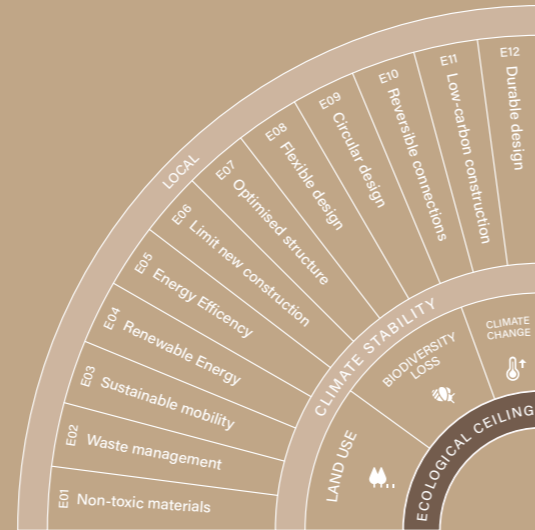 LOCAL
E01 Non-toxic materials
E02 Waste management
E03 Sustainable mobility
E04 Renewable Energy
E05 Energy Efficency
E06 Limit new construction
E07 Optimised structure
E08 Flexible design
E09 Circular design
E10 Reversible connections
E11 Low-carbon construction
E12 Durable design
CLIMATE STABILITY
LAND USE
BIODIVERSITY
LOSS
CLIMATE
CHANGE
ECOLOGICAL CEILING